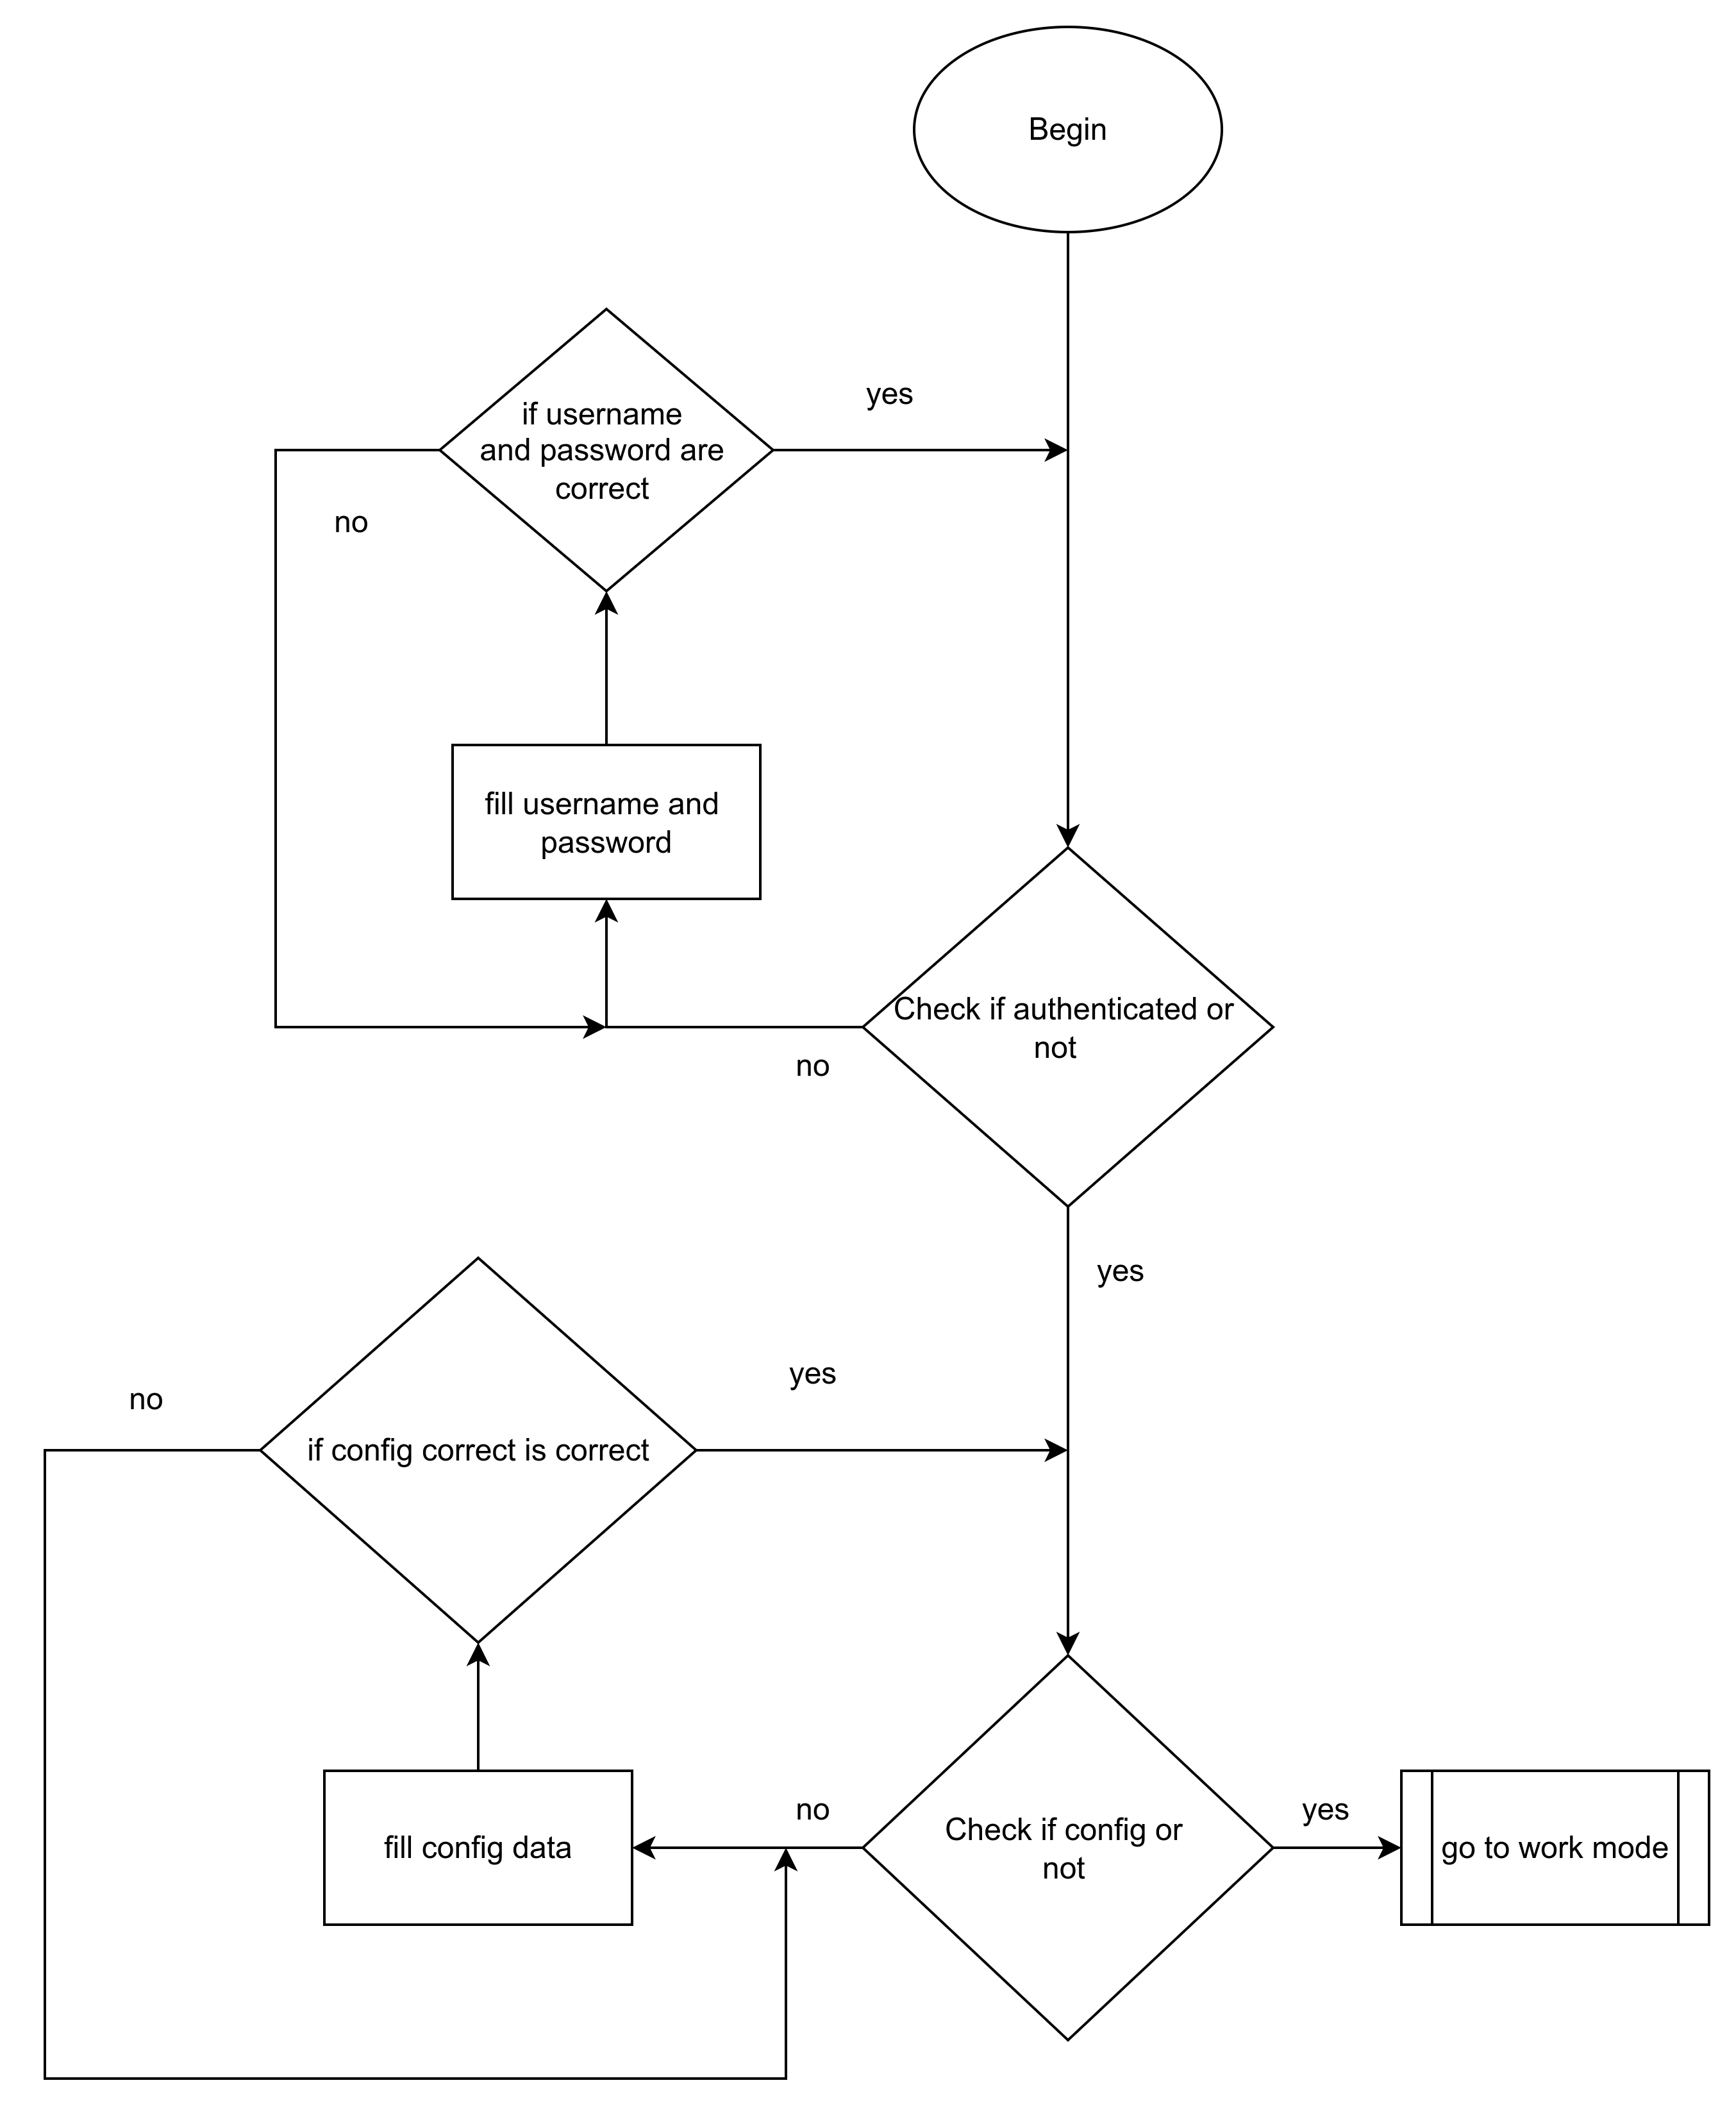 Begin
if username
and password are
correct
yes
no
fill username and
password
Check if authenticated or
not
no
yes
if config correct is correct
yes
no
fill config data
no
Check if config or
not
yes
go to work mode